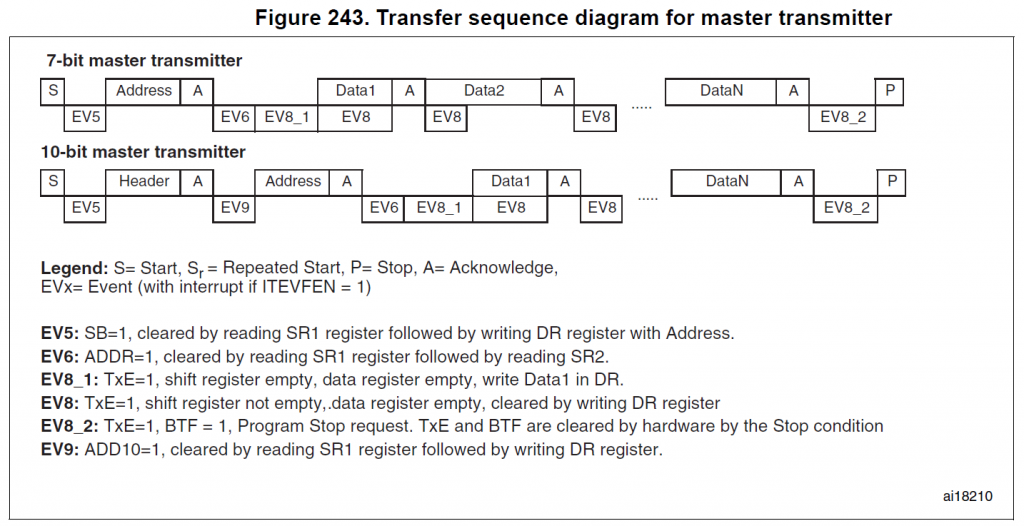 Figure 243. Transfer sequence diagram for master transmitter
7-bit master transmitter
S Address A Data1 A Data2 A ..... DataN A P
EV5 EV6 EV8_1 EV8 EV8 EV8 EV8_2
10-bit master transmitter
S Header A Address A Data1 A ..... DataN A P
EV5 EV9 EV6 EV8_1 EV8 EV8 EV8_2
Legend: S= Start, Sr = Repeated Start, P= Stop, A= Acknowledge,
EVx= Event (with interrupt if ITEVFEN = 1)
EV5: SB=1, cleared by reading SR1 register followed by writing DR register with Address.
EV6: ADDR=1, cleared by reading SR1 register followed by reading SR2.
EV8_1: TxE=1, shift register empty, data register empty, write Data1 in DR.
EV8: TxE=1, shift register not empty,.data register empty, cleared by writing DR register
EV8_2: TxE=1, BTF = 1, Program Stop request. TxE and BTF are cleared by hardware by the Stop condition
EV9: ADD10=1, cleared by reading SR1 register followed by writing DR register.
ai18210